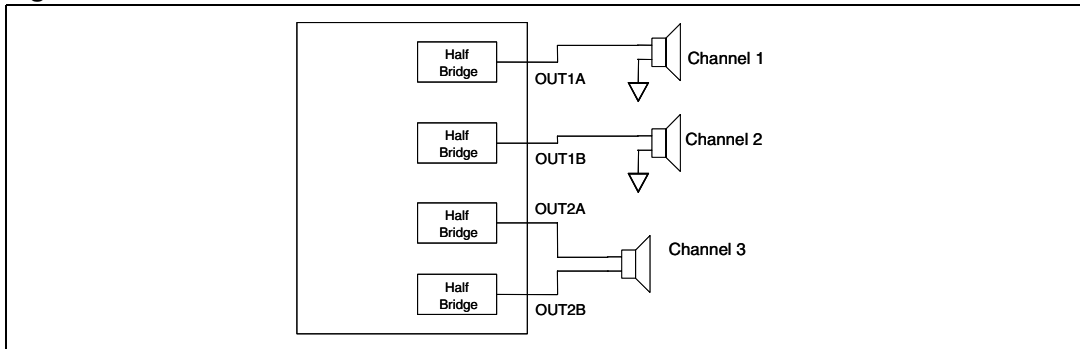 Half
Bridge
OUT1A
Channel 1
Half
Bridge
OUT1B
Channel 2
Half
Bridge
OUT2A
Channel 3
Half
Bridge
OUT2B